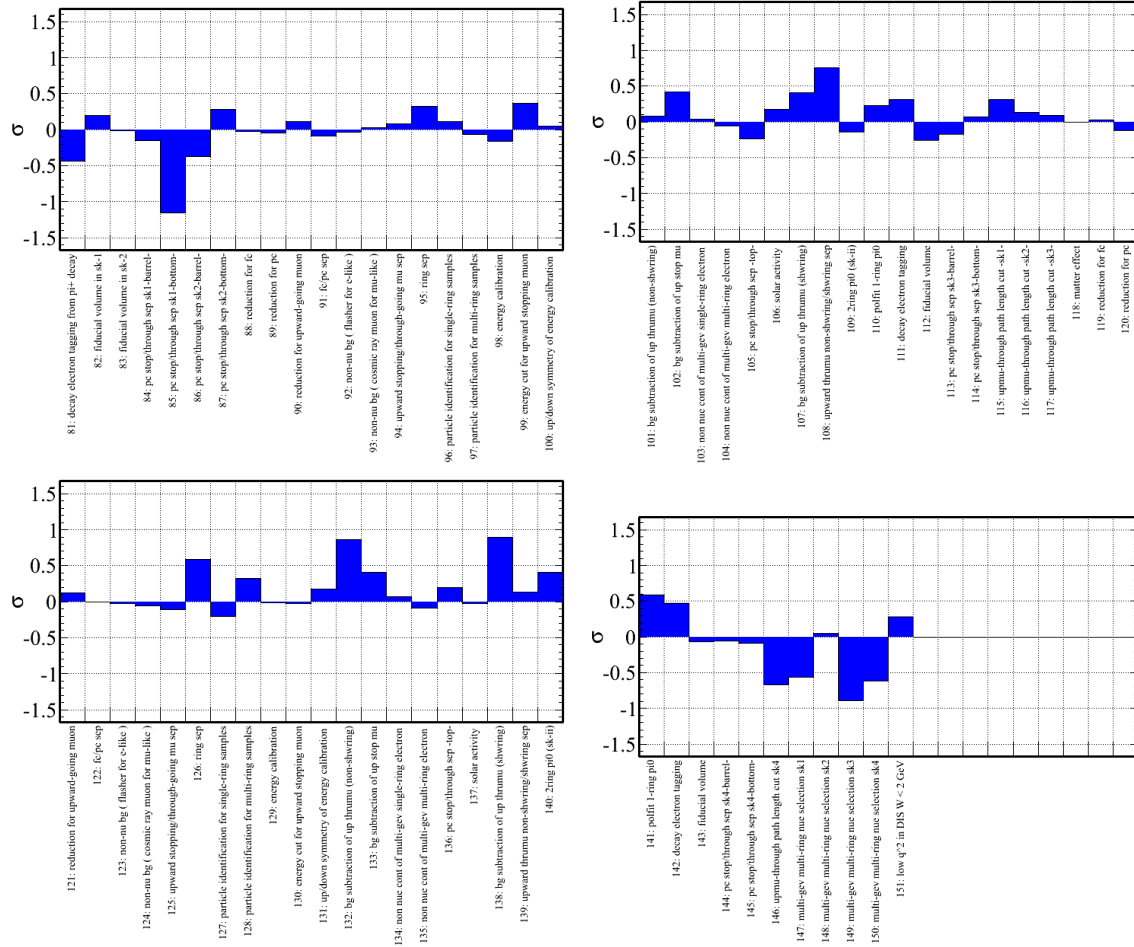 1.5
1
0.5
0
-0.5
-1
-1.5
σ
81: decay electron tagging from pi+ decay
82: fiducial volume in sk-1
83: fiducial volume in sk-2
84: pc stop/through sep sk1-barrel-
85: pc stop/through sep sk1-bottom-
86: pc stop/through sep sk2-barrel-
87: pc stop/through sep sk2-bottom-
88: reduction for fc
89: reduction for pc
90: reduction for upward-going muon
91: fc/pc sep
92: non-nu bg ( flasher for e-like )
93: non-nu bg ( cosmic ray muon for mu-like )
94: upward stopping/through-going mu sep
95: ring sep
96: particle identification for single-ring samples
97: particle identification for multi-ring samples
98: energy calibration
99: energy cut for upward stopping muon
100: up/down symmetry of energy calibration
1.5
1
0.5
0
-0.5
-1
-1.5
σ
101: bg subtraction of up thrumu (non-shwring)
102: bg subtraction of up stop mu
103: non nue cont of multi-gev single-ring electron
104: non nue cont of multi-gev multi-ring electron
105: pc stop/through sep -top-
106: solar activity
107: bg subtraction of up thrumu (shwring)
108: upward thrumu non-shwring/shwring sep
109: 2ring pi0 (sk-ii)
110: polfit 1-ring pi0
111: decay electron tagging
112: fiducial volume
113: pc stop/through sep sk3-barrel-
114: pc stop/through sep sk3-bottom-
115: upmu-through path length cut -sk1-
116: upmu-through path length cut -sk2-
117: upmu-through path length cut -sk3-
118: matter effect
119: reduction for fc
120: reduction for pc
1.5
1
0.5
0
-0.5
-1
-1.5
σ
121: reduction for upward-going muon
122: fc/pc sep
123: non-nu bg ( flasher for e-like )
124: non-nu bg ( cosmic ray muon for mu-like )
125: upward stopping/through-going mu sep
126: ring sep
127: particle identification for single-ring samples
128: particle identification for multi-ring samples
129: energy calibration
130: energy cut for upward stopping muon
131: up/down symmetry of energy calibration
132: bg subtraction of up thrumu (non-shwring)
133: bg subtraction of up stop mu
134: non nue cont of multi-gev single-ring electron
135: non nue cont of multi-gev multi-ring electron
136: pc stop/through sep -top-
137: solar activity
138: bg subtraction of up thrumu (shwring)
139: upward thrumu non-shwring/shwring sep
140: 2ring pi0 (sk-ii)
1.5
1
0.5
0
-0.5
-1
-1.5
σ
141: polfit 1-ring pi0
142: decay electron tagging
143: fiducial volume
144: pc stop/through sep sk4-barrel-
145: pc stop/through sep sk4-bottom-
146: upmu-through path length cut sk4
147: multi-gev multi-ring nue selection sk1
148: multi-gev multi-ring nue selection sk2
149: multi-gev multi-ring nue selection sk3
150: multi-gev multi-ring nue selection sk4
151: low q^2 in DIS W < 2 GeV